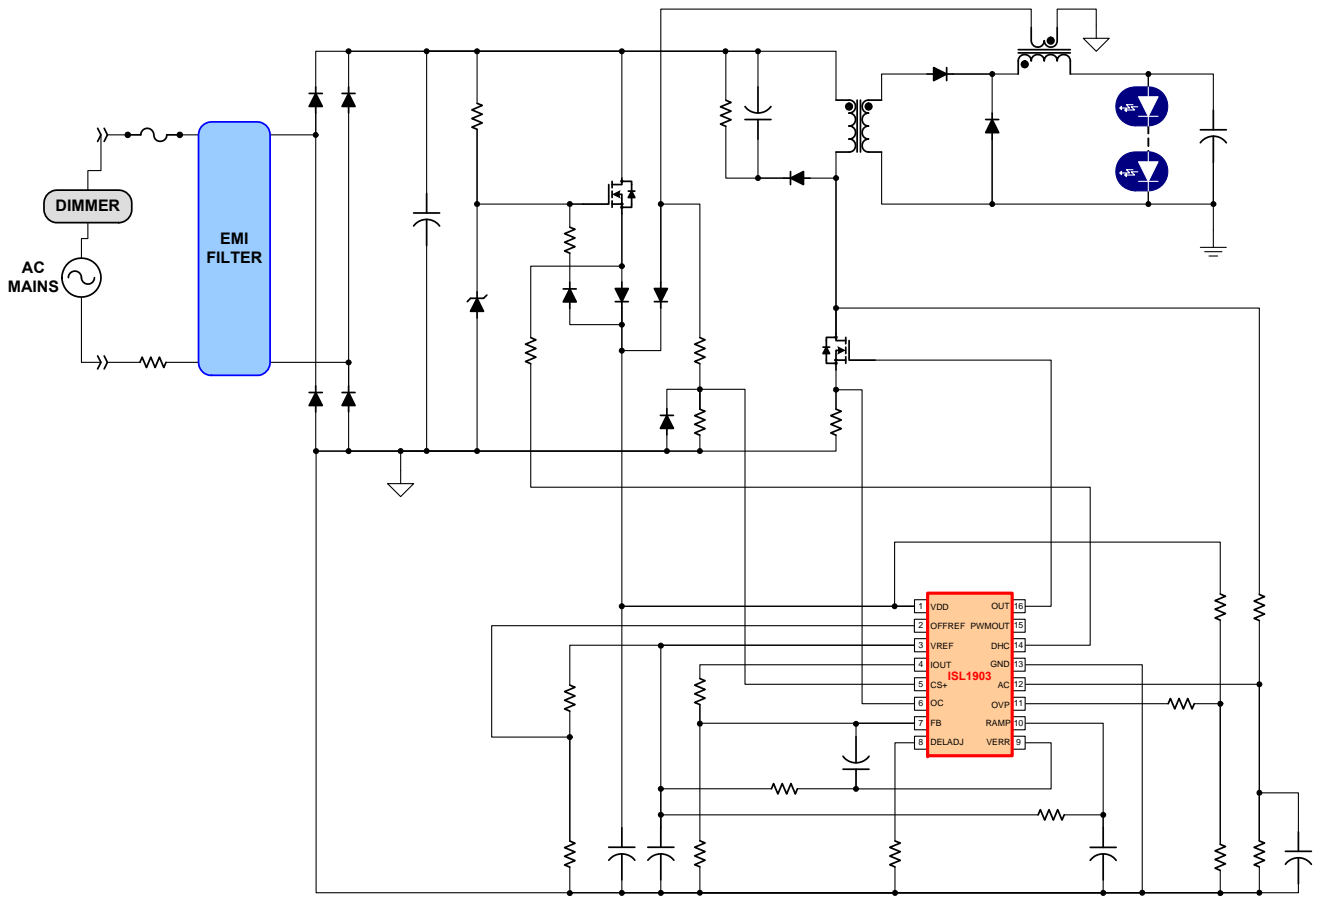 DIMMER
AC
MAINS
EMI
FILTER
1 VDD OUT 16
2 OFFREF PWMOUT 15
3 VREF DHC 14
4 IOUT GND 13
ISL1903
5 CS+ AC 12
6 OC OVP 11
7 FB RAMP 10
8 DELADJ VERR 9